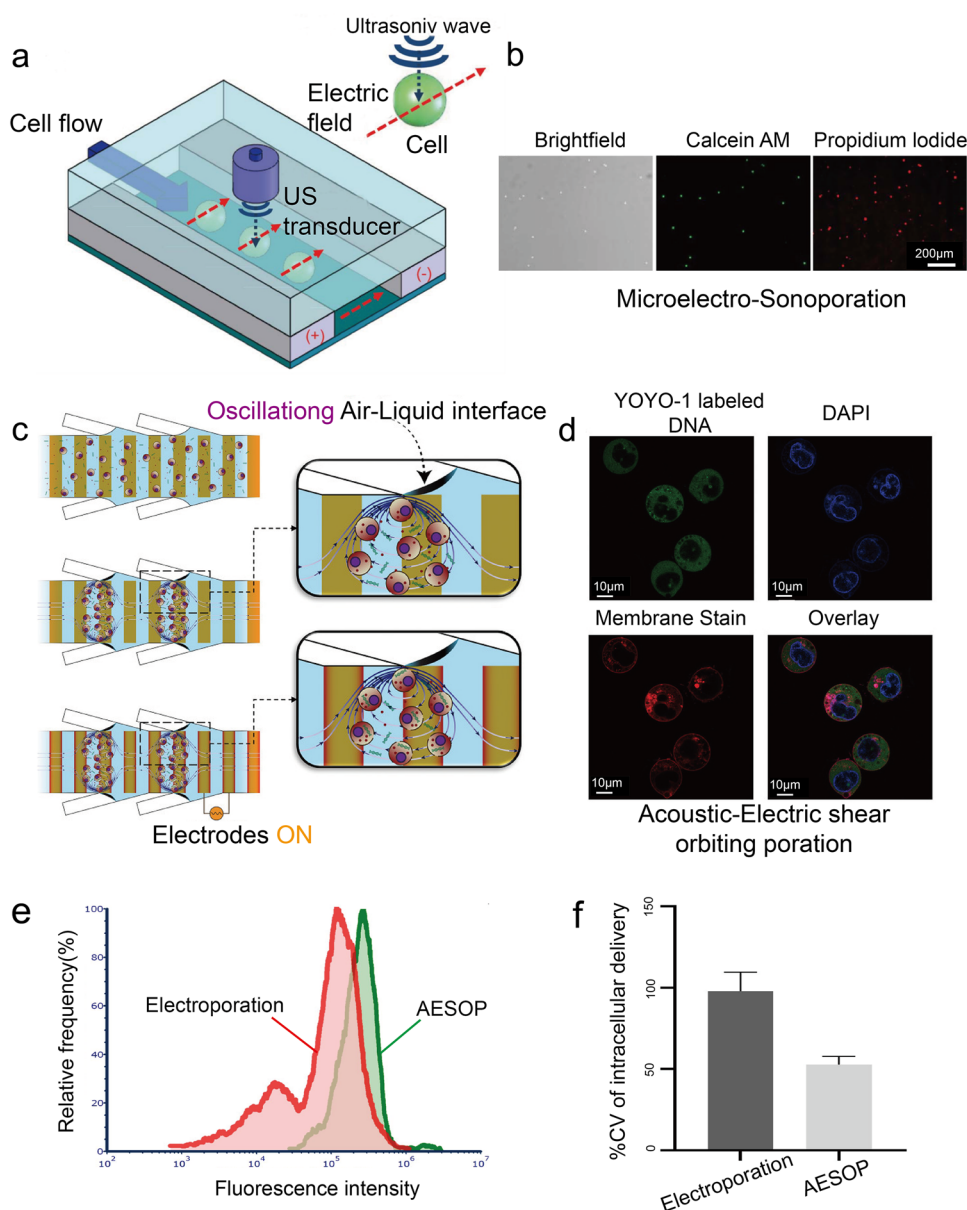 a
Ultrasoniv wave
Electric
fleld
Cell
Cell flow
US
transducer
(-)
(+)
b
Brightfield
Calcein AM
Propidium Iodide
200μm
Microelectro-Sonoporation
c
Oscillationg Air-Liquid interface
Electrodes ON
d
YOYO-1 labeled
DNA
DAPI
10μm
10μm
Membrane Stain
Overlay
10μm
10μm
Acoustic-Electric shear
orbiting poration
e
Relative frequency(%)
100
80
60
40
20
0
Electroporation
AESOP
10² 10³ 10⁴ 10⁵ 10⁶ 10⁷
Fluorescence intensity
f
%CV of intracellular delivery
150
100
50
0
Electroporation
AESOP